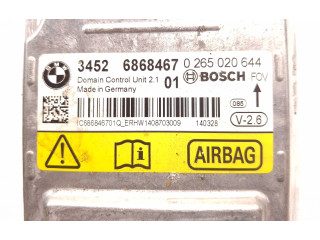 3452 6868467 0 265 020 644
Domain Control Unit 2.1 01 BOSCH FOV
Made in Germany
085
C686846701Q_ERHW1408703009 140328 V-2.6
AIRBAG